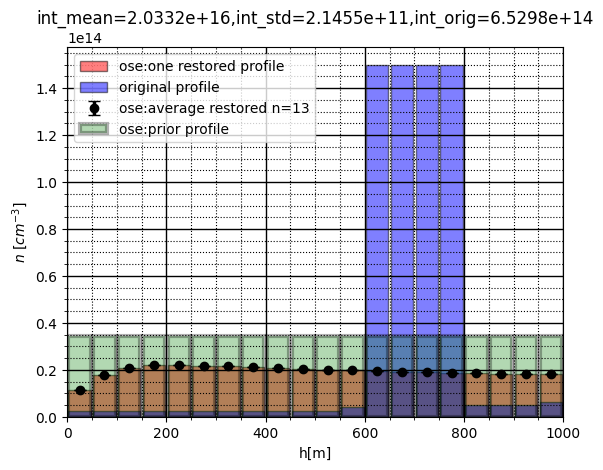 int_mean=2.0332e+16,int_std=2.1455e+11,int_orig=6.5298e+14
1e14
ose:one restored profile
original profile
ose:average restored n=13
ose:prior profile
1.4
1.2
1.0
0.8
0.6
0.4
0.2
0.0
n [cm⁻³]
0 200 400 600 800 1000
h[m]